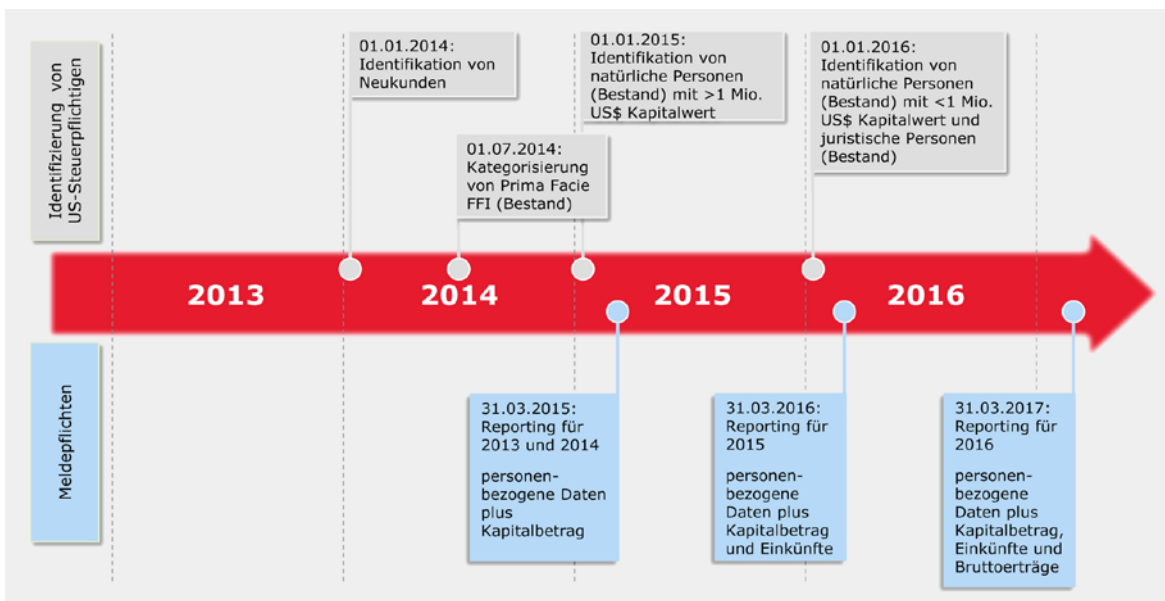 Identifizierung von
US-Steuerpflichtigen
01.01.2014:
Identifikation von
Neukunden
01.07.2014:
Kategorisierung
von Prima Facie
FFI (Bestand)
01.01.2015:
Identifikation von
natürliche Personen
(Bestand) mit >1 Mio.
US$ Kapitalwert
01.01.2016:
Identifikation von
natürliche Personen
(Bestand) mit <1 Mio.
US$ Kapitalwert und
juristische Personen
(Bestand)
2013
2014
2015
2016
Meldepflichten
31.03.2015:
Reporting für
2013 und 2014
personen-
bezogene Daten
plus
Kapitalbetrag
31.03.2016:
Reporting für
2015
personen-
bezogene
Daten plus
Kapitalbetrag
und Einkünfte
31.03.2017:
Reporting für
2016
personen-
bezogene
Daten plus
Kapitalbetrag,
Einkünfte und
Bruttoerträge